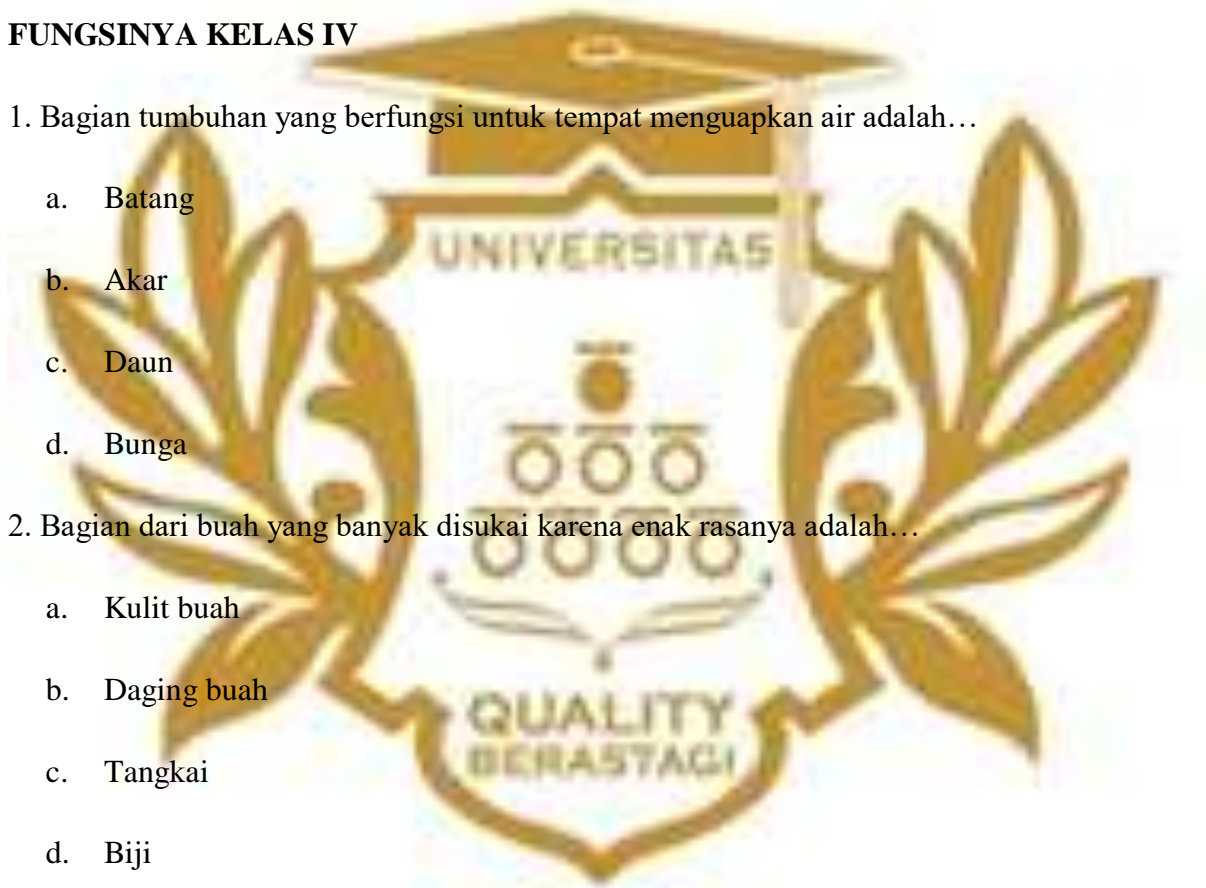 FUNGSINYA KELAS IV
1. Bagian tumbuhan yang berfungsi untuk tempat menguapkan air adalah…
a. Batang
b. Akar
c. Daun
d. Bunga
2. Bagian dari buah yang banyak disukai karena enak rasanya adalah…
a. Kulit buah
b. Daging buah
c. Tangkai
d. Biji
UNIVERSITAS
QUALITY
BERASTAGI